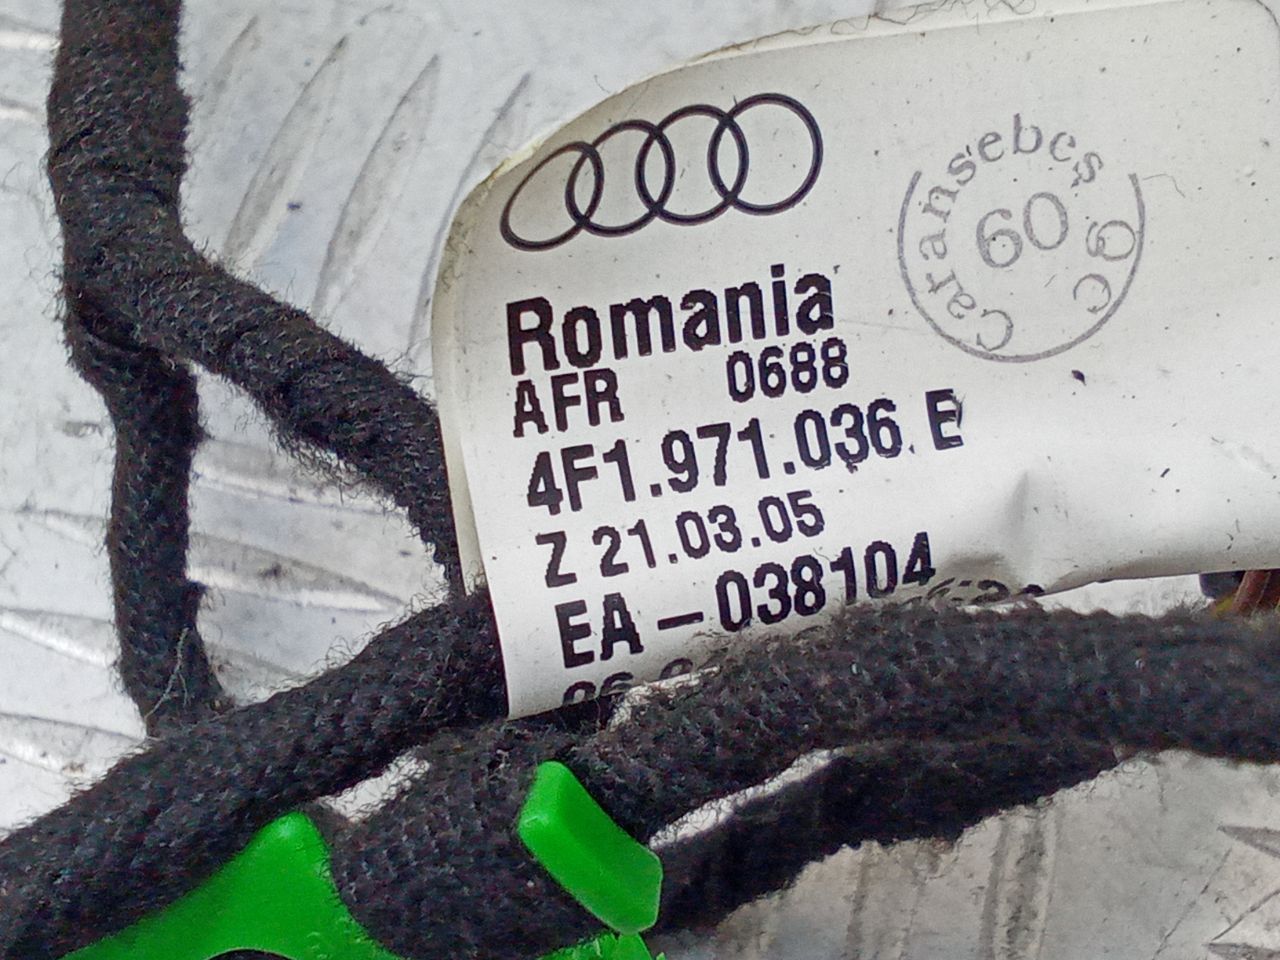 Romania
AFR 0688
4F1.971.036 E
Z 21.03.05
EA-038104
Caransebes gc
60